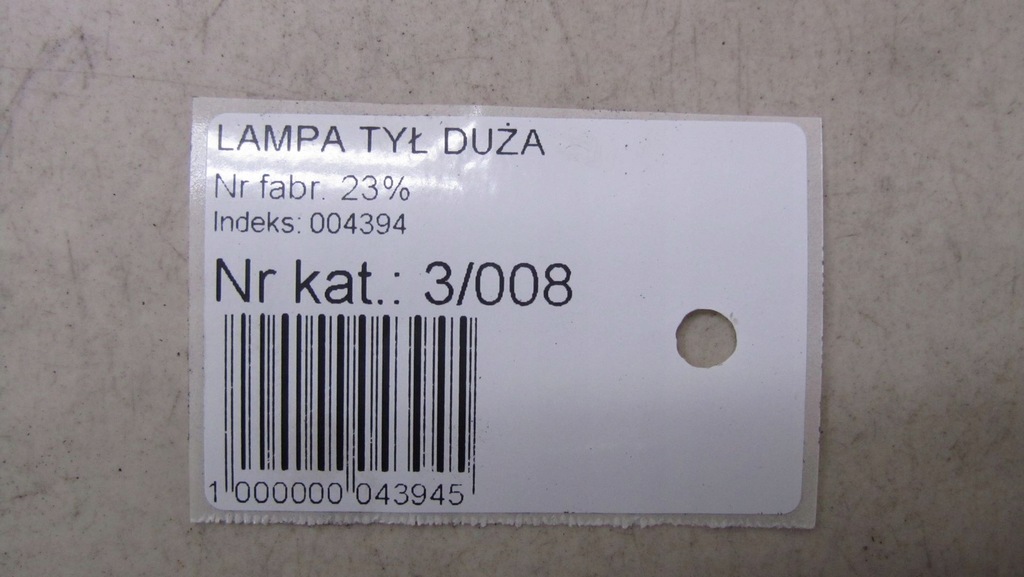 LAMPA TYŁ DUŻA
Nr fabr. 23%
Indeks: 004394
Nr kat.: 3/008
1 000000 043945